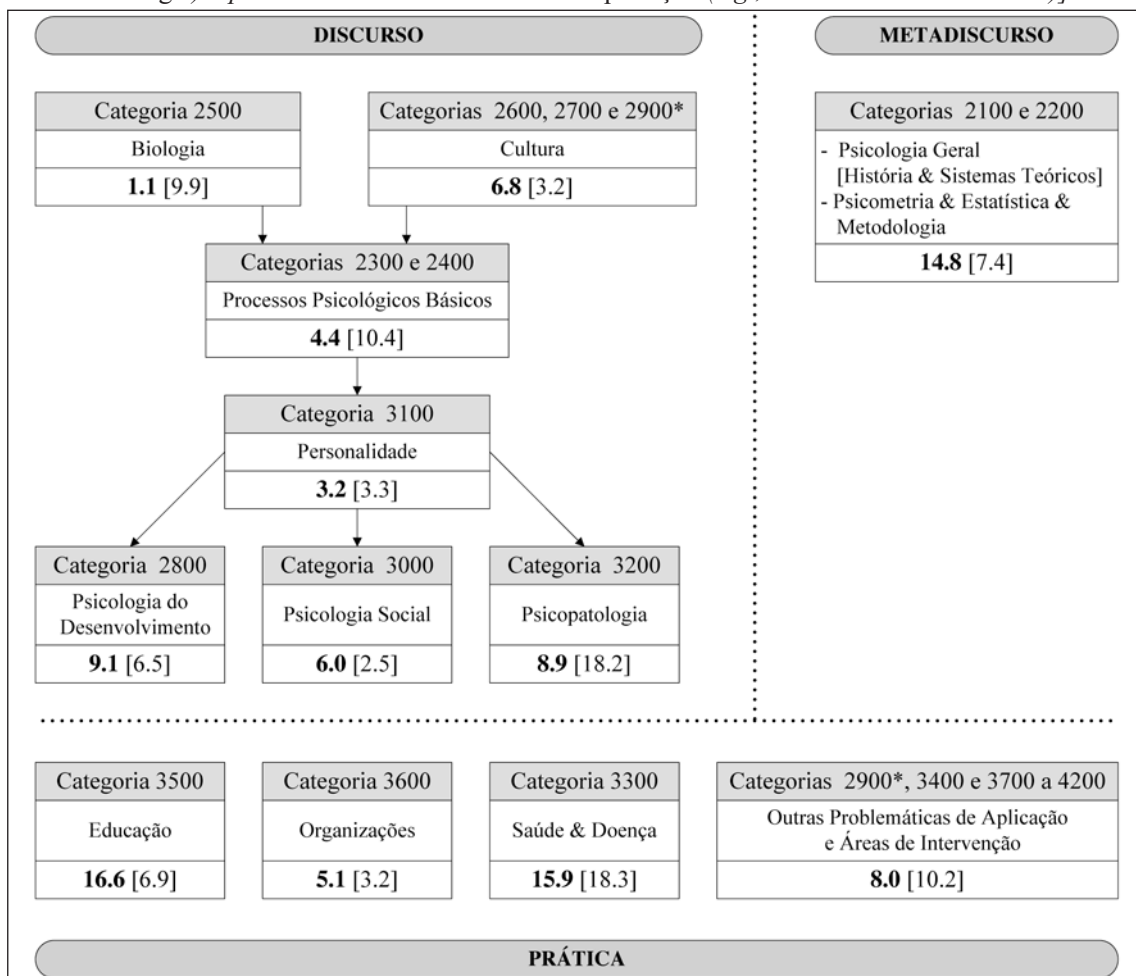 DISCURSO
METADISCURSO
Categoria 2500
Biologia
1.1 [9.9]
Categorias 2600, 2700 e 2900*
Cultura
6.8 [3.2]
Categorias 2100 e 2200
- Psicologia Geral
[História & Sistemas Teóricos]
- Psicometria & Estatística &
Metodologia
14.8 [7.4]
Categorias 2300 e 2400
Processos Psicológicos Básicos
4.4 [10.4]
Categoria 3100
Personalidade
3.2 [3.3]
Categoria 2800
Psicologia do
Desenvolvimento
9.1 [6.5]
Categoria 3000
Psicologia Social
6.0 [2.5]
Categoria 3200
Psicopatologia
8.9 [18.2]
Categoria 3500
Educação
16.6 [6.9]
Categoria 3600
Organizações
5.1 [3.2]
Categoria 3300
Saúde & Doença
15.9 [18.3]
Categorias 2900*, 3400 e 3700 a 4200
Outras Problemáticas de Aplicação
e Áreas de Intervenção
8.0 [10.2]
PRÁTICA